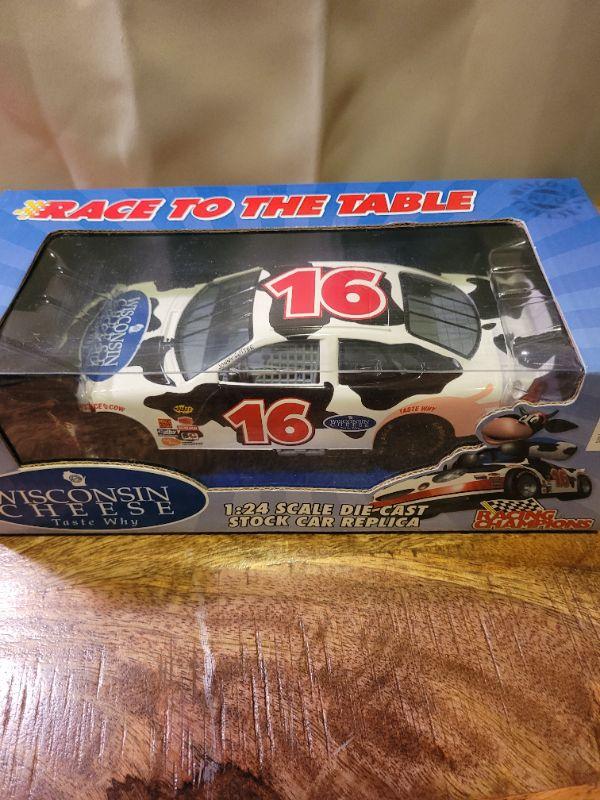 RACE TO THE TABLE
16
WISCONSIN
16
TASTE WHY
WISCONSIN
CHEESE
WISCONSIN
CHEESE
Taste Why
1:24 SCALE DIE-CAST
STOCK CAR REPLICA
RACING
CHAMPIONS